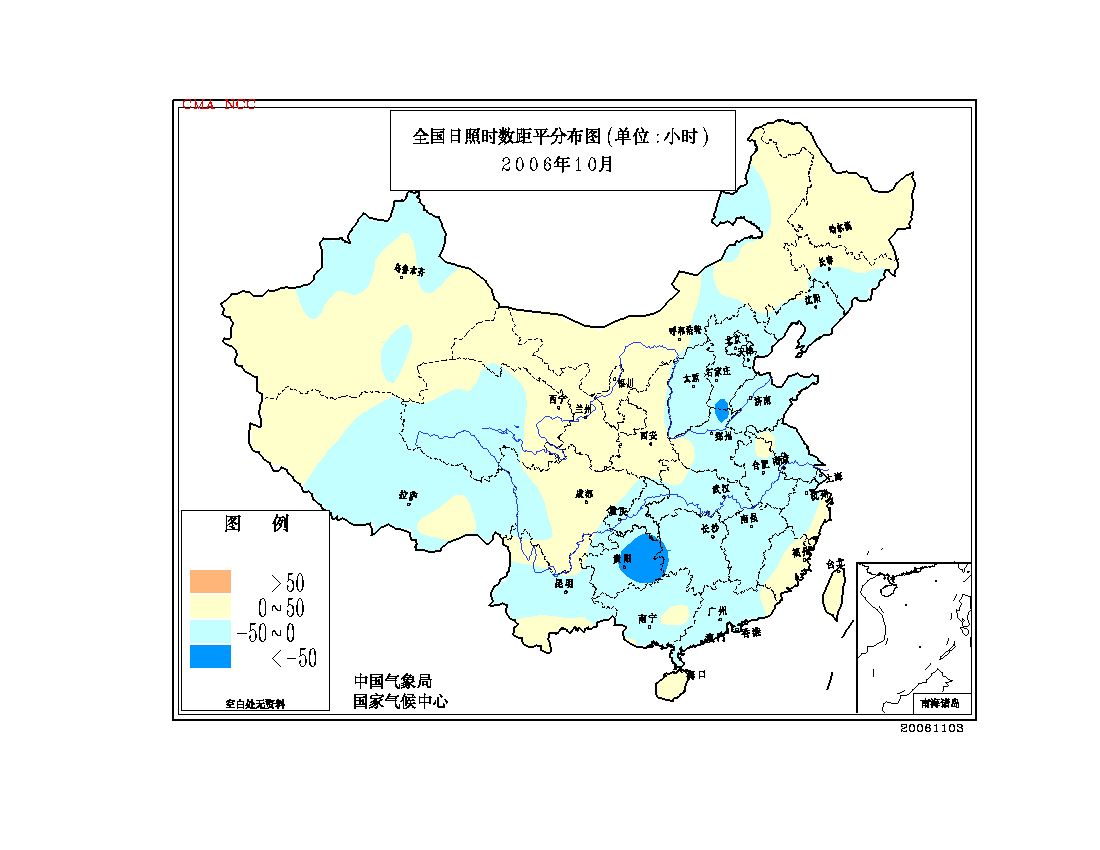 CMA NCC
全国日照时数距平分布图(单位:小时)
2006年10月
哈尔滨
长春
乌鲁木齐
沈阳
呼和浩特
北京
天津
银川
太原
石家庄
西宁
兰州
济南
西安
郑州
合肥
南京
上海
拉萨
成都
武汉
杭州
重庆
南昌
长沙
贵阳
福州
台北
昆明
南宁
广州
澳门
香港
海口
图 例
>50
0~50
-50~0
<-50
空白处无资料
中国气象局
国家气候中心
南海诸岛
20061103